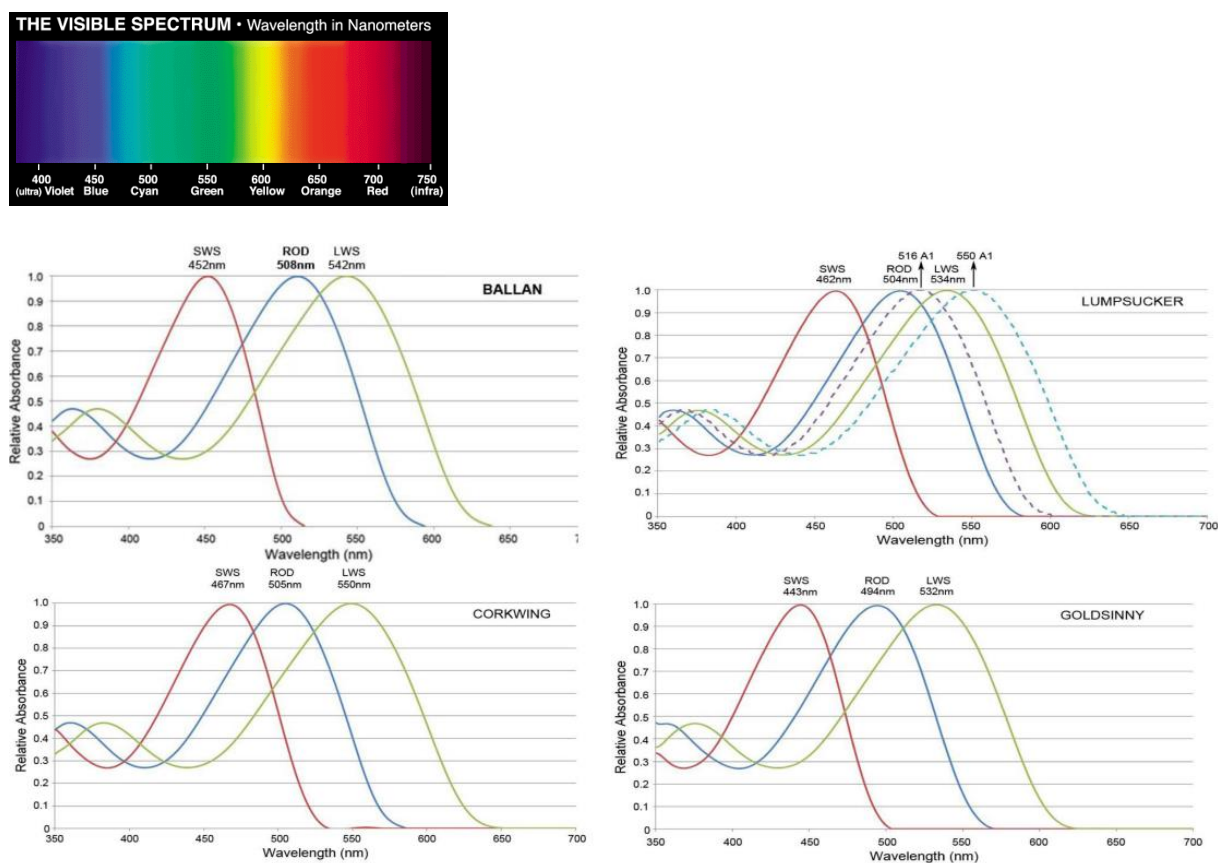 THE VISIBLE SPECTRUM • Wavelength in Nanometers
400 450 500 550 600 650 700 750
(ultra) Violet Blue Cyan Green Yellow Orange Red (infra)
SWS ROD LWS
452nm 508nm 542nm
BALLAN
1.0
0.9
0.8
0.7
0.6
0.5
0.4
0.3
0.2
0.1
0
Relative Absorbance
350 400 450 500 550 600 650
Wavelength (nm)
516 A1 550 A1
SWS ROD LWS
462nm 504nm 534nm
LUMPSUCKER
1.0
0.9
0.8
0.7
0.6
0.5
0.4
0.3
0.2
0.1
0
Relative Absorbance
350 400 450 500 550 600 650 700
Wavelength (nm)
SWS ROD LWS
467nm 505nm 550nm
CORKWING
1.0
0.9
0.8
0.7
0.6
0.5
0.4
0.3
0.2
0.1
0
Relative Absorbance
350 400 450 500 550 600 650 700
Wavelength (nm)
SWS ROD LWS
443nm 494nm 532nm
GOLDSINNY
1.0
0.9
0.8
0.7
0.6
0.5
0.4
0.3
0.2
0.1
0
Relative Absorbance
350 400 450 500 550 600 650 700
Wavelength (nm)